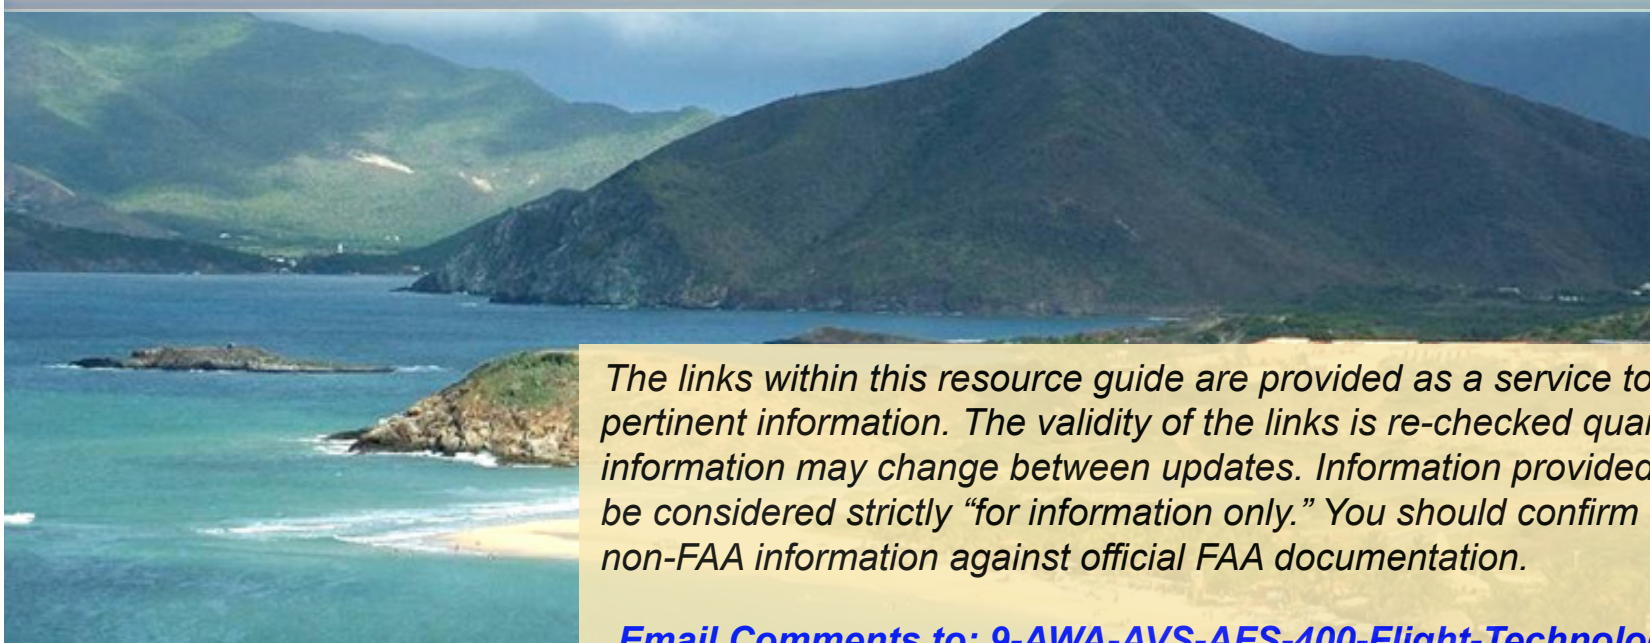 The links within this resource guide are provided as a service to
pertinent information. The validity of the links is re-checked quar
information may change between updates. Information provided
be considered strictly “for information only.” You should confirm
non-FAA information against official FAA documentation.
Email Comments to: 9-AWA-AVS-AFS-400-Flight-Technolo